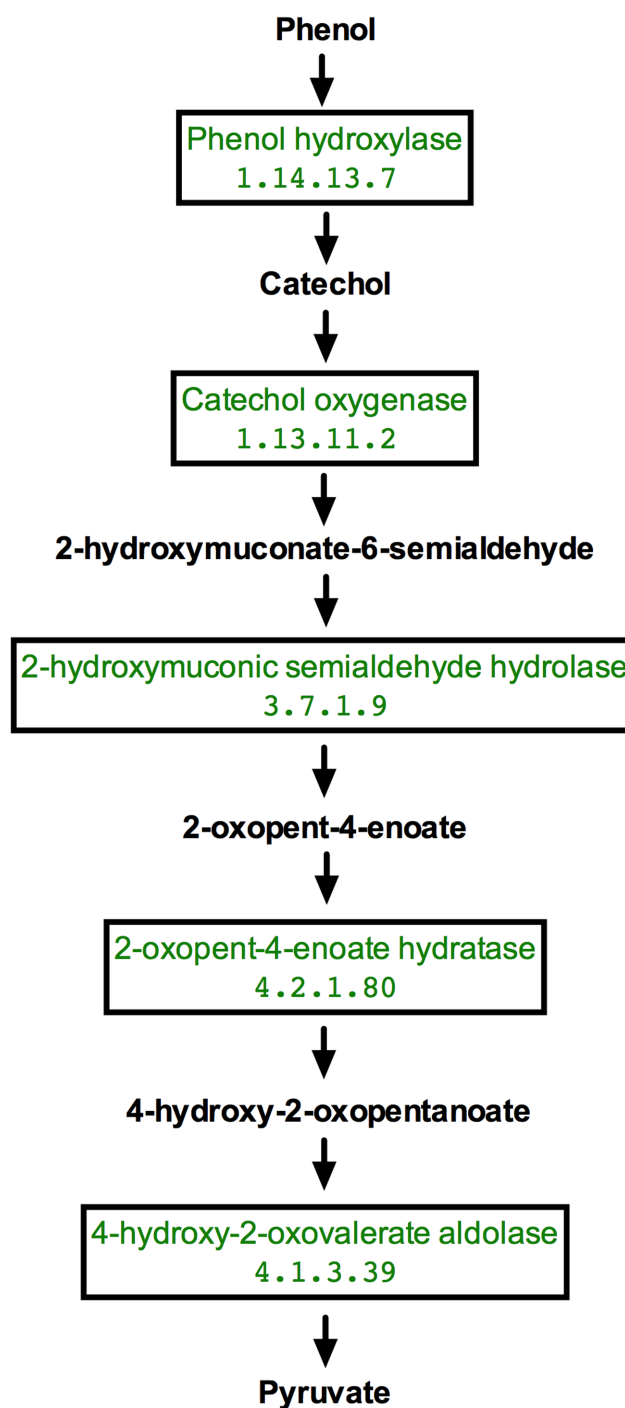 Phenol
Phenol hydroxylase
1.14.13.7
Catechol
Catechol oxygenase
1.13.11.2
2-hydroxymuconate-6-semialdehyde
2-hydroxymuconic semialdehyde hydrolase
3.7.1.9
2-oxopent-4-enoate
2-oxopent-4-enoate hydratase
4.2.1.80
4-hydroxy-2-oxopentanoate
4-hydroxy-2-oxovalerate aldolase
4.1.3.39
Pyruvate